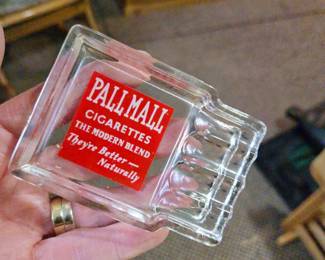 PALL MALL
CIGARETTES
THE MODERN BLEND
They're Better —
Naturally